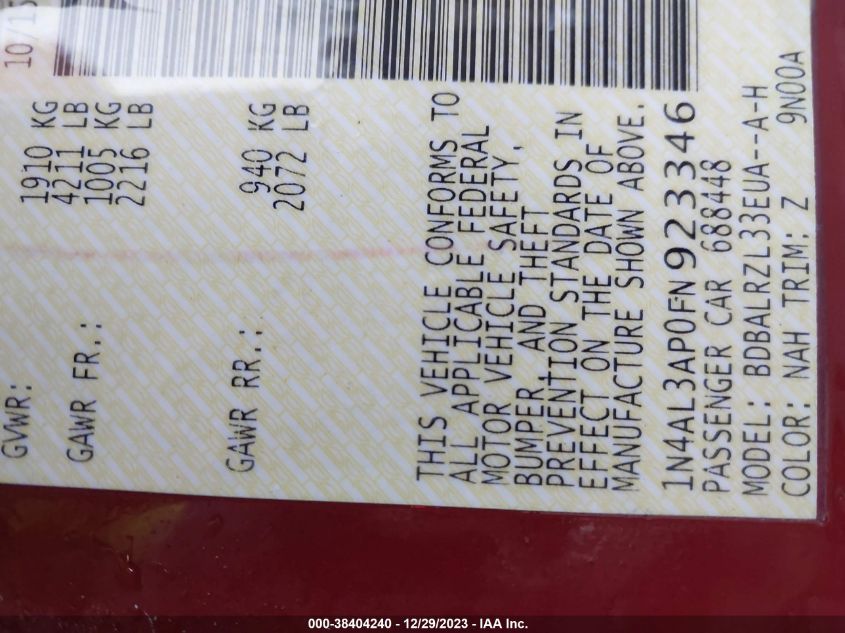 10/15
GVWR: 1910 KG
4211 LB
GAWR FR.: 1005 KG
2216 LB
GAWR RR.: 940 KG
2072 LB
THIS VEHICLE CONFORMS TO
ALL APPLICABLE FEDERAL
MOTOR VEHICLE SAFETY,
BUMPER, AND THEFT
PREVENTION STANDARDS IN
EFFECT ON THE DATE OF
MANUFACTURE SHOWN ABOVE.
1N4AL3AP0FN923346
PASSENGER CAR 688448
MODEL: BDBALRZL33EUA--A-H
COLOR: NAH TRIM: Z 9N00A
000-38404240 - 12/29/2023 - IAA Inc.